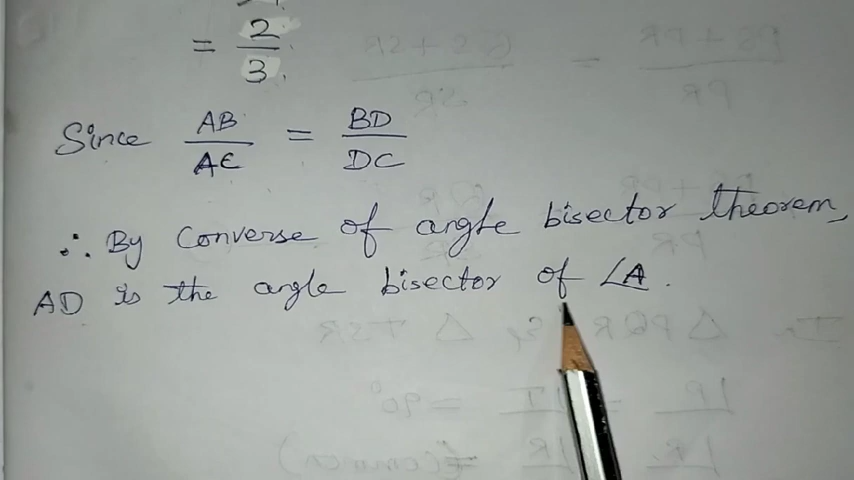 = 2/3
Since AB/AC = BD/DC
∴ By converse of angle bisector theorem,
AD is the angle bisector of ∠A.